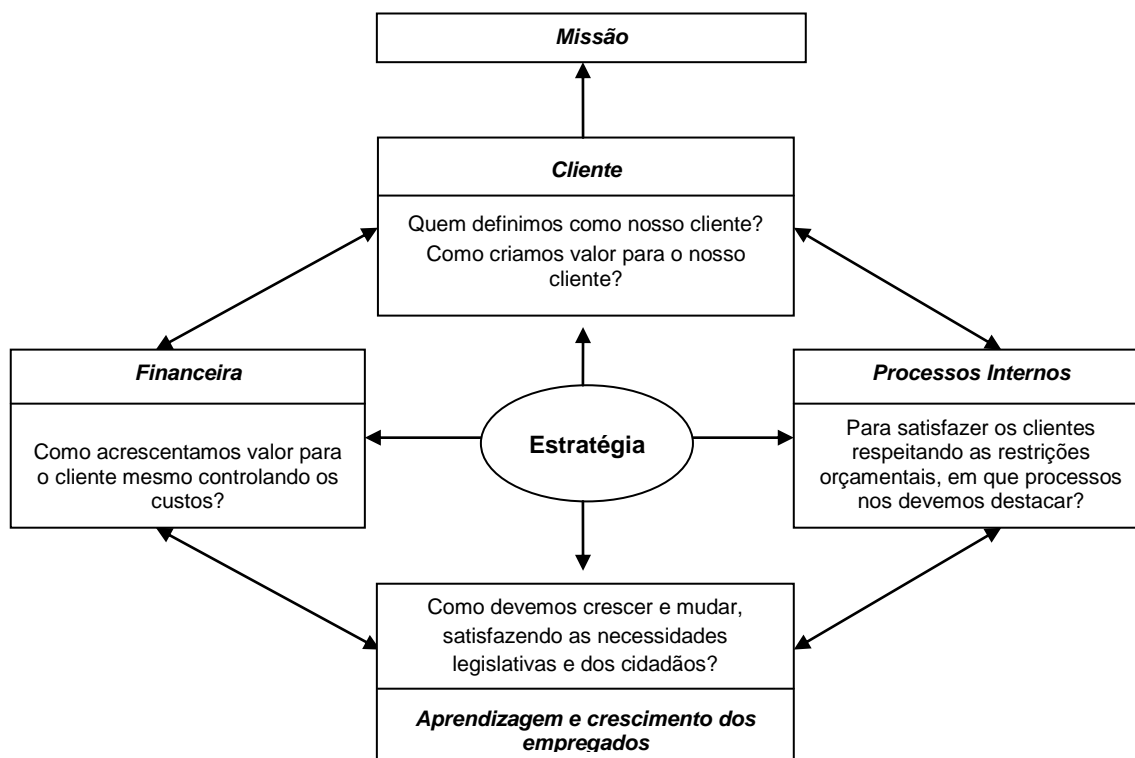 Missão
Cliente
Quem definimos como nosso cliente?
Como criamos valor para o nosso
cliente?
Financeira
Como acrescentamos valor para
o cliente mesmo controlando os
custos?
Estratégia
Processos Internos
Para satisfazer os clientes
respeitando as restrições
orçamentais, em que processos
nos devemos destacar?
Como devemos crescer e mudar,
satisfazendo as necessidades
legislativas e dos cidadãos?
Aprendizagem e crescimento dos
empregados